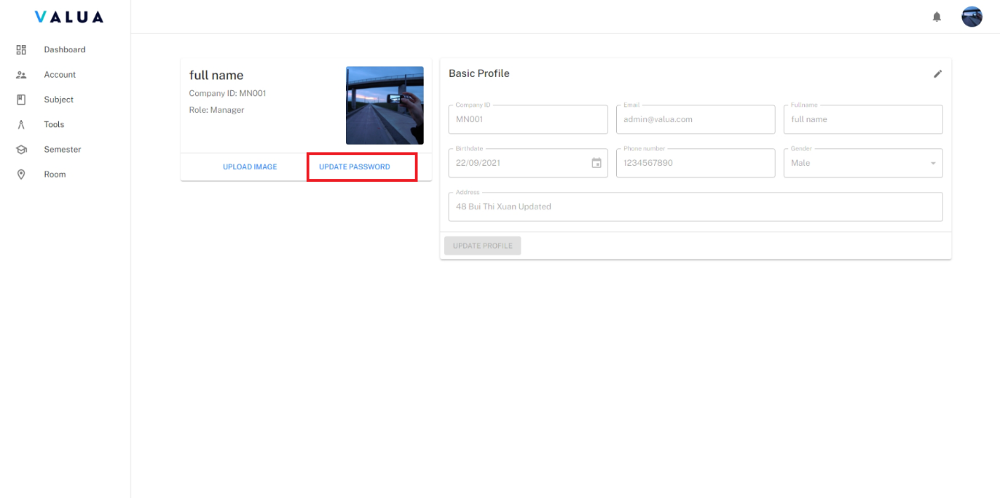 VALUA
Dashboard
Account
Subject
Tools
Semester
Room
full name
Company ID: MN001
Role: Manager
UPLOAD IMAGE
UPDATE PASSWORD
Basic Profile
Company ID
MN001
Email
admin@valua.com
Fullname
full name
Birthdate
22/09/2021
Phone number
1234567890
Gender
Male
Address
48 Bui Thi Xuan Updated
UPDATE PROFILE